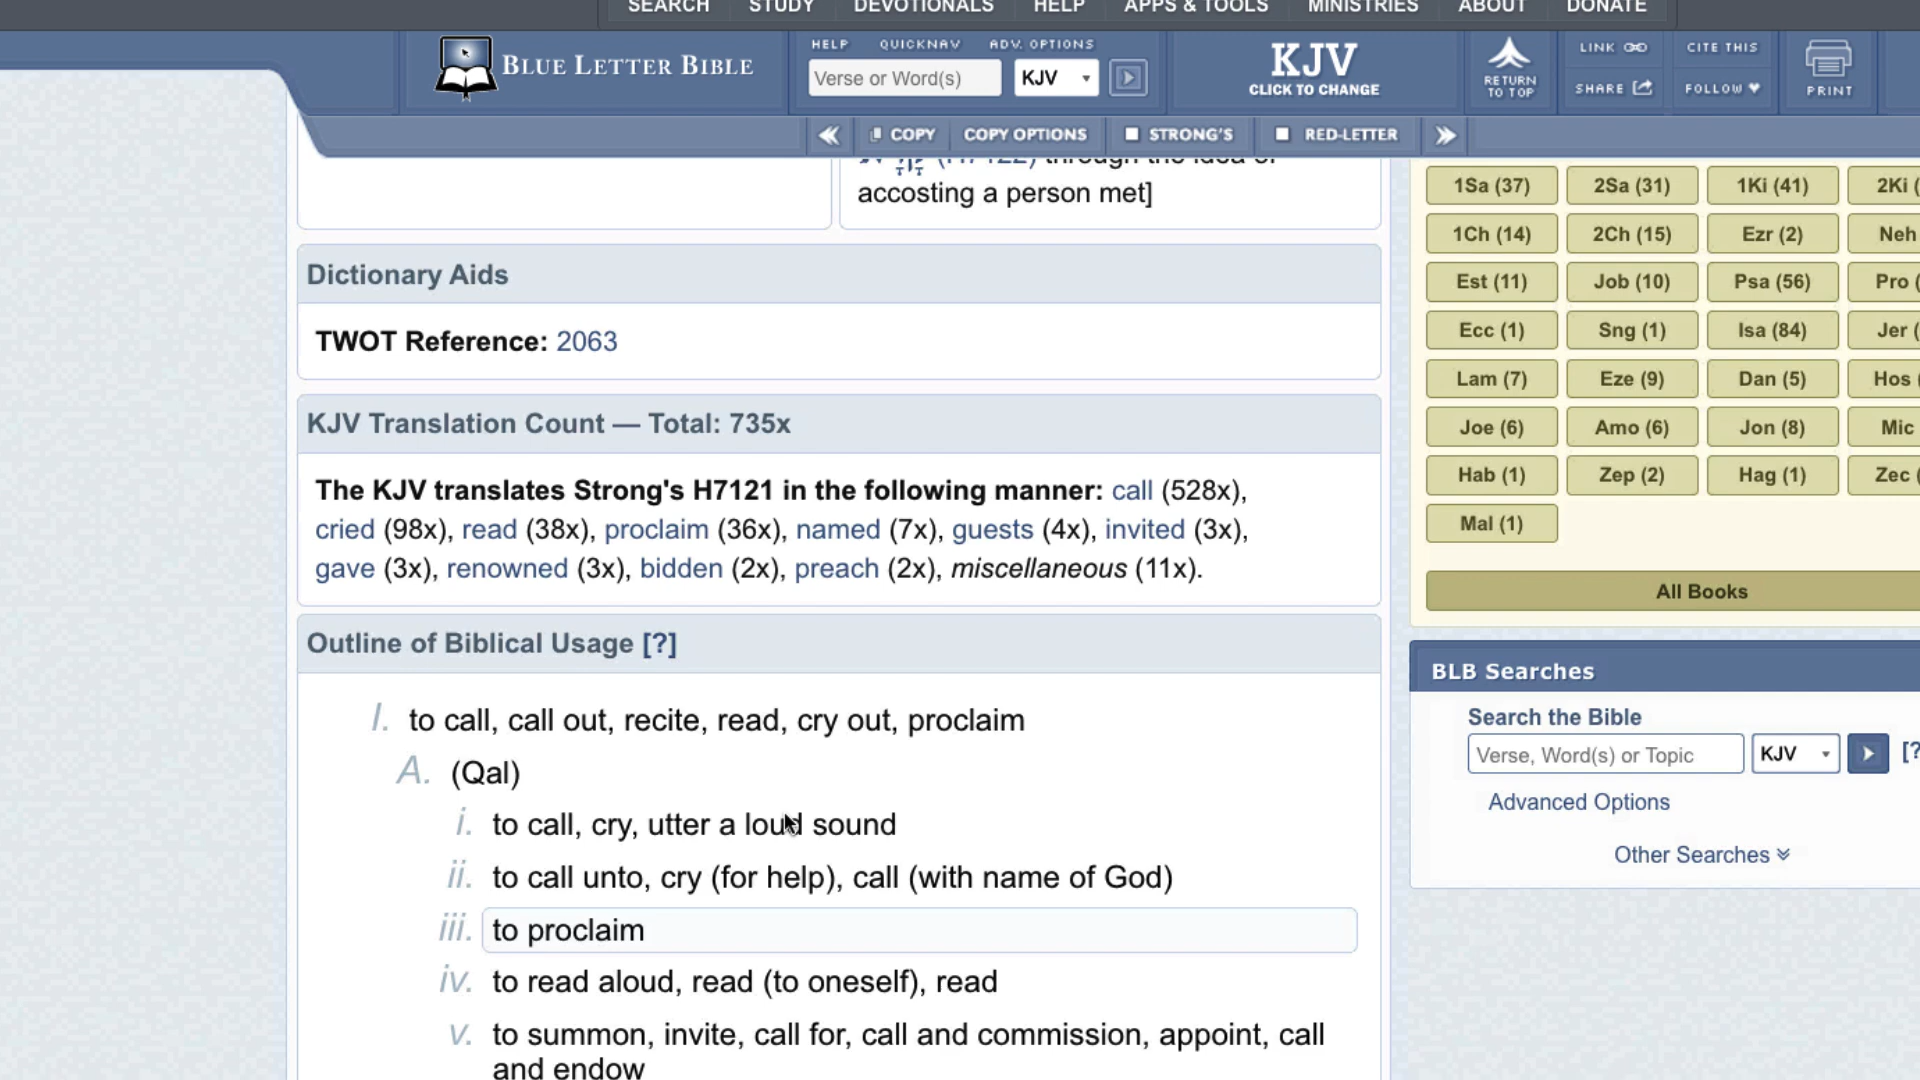 SEARCH STUDY DEVOTIONALS HELP APPS & TOOLS MINISTRIES ABOUT DONATE
BLUE LETTER BIBLE
HELP QUICKNAV ADV. OPTIONS
Verse or Word(s) KJV
KJV
CLICK TO CHANGE
RETURN
TO TOP
LINK
SHARE
CITE THIS
FOLLOW
PRINT
COPY COPY OPTIONS STRONG'S RED-LETTER
(H7122) through the idea of
accosting a person met]
Dictionary Aids
TWOT Reference: 2063
KJV Translation Count — Total: 735x
The KJV translates Strong's H7121 in the following manner: call (528x),
cried (98x), read (38x), proclaim (36x), named (7x), guests (4x), invited (3x),
gave (3x), renowned (3x), bidden (2x), preach (2x), miscellaneous (11x).
Outline of Biblical Usage [?]
I. to call, call out, recite, read, cry out, proclaim
A. (Qal)
i. to call, cry, utter a loud sound
ii. to call unto, cry (for help), call (with name of God)
iii. to proclaim
iv. to read aloud, read (to oneself), read
v. to summon, invite, call for, call and commission, appoint, call
and endow
1Sa (37) 2Sa (31) 1Ki (41) 2Ki (
1Ch (14) 2Ch (15) Ezr (2) Neh
Est (11) Job (10) Psa (56) Pro (
Ecc (1) Sng (1) Isa (84) Jer (
Lam (7) Eze (9) Dan (5) Hos (
Joe (6) Amo (6) Jon (8) Mic
Hab (1) Zep (2) Hag (1) Zec (
Mal (1)
All Books
BLB Searches
Search the Bible
Verse, Word(s) or Topic KJV [?
Advanced Options
Other Searches